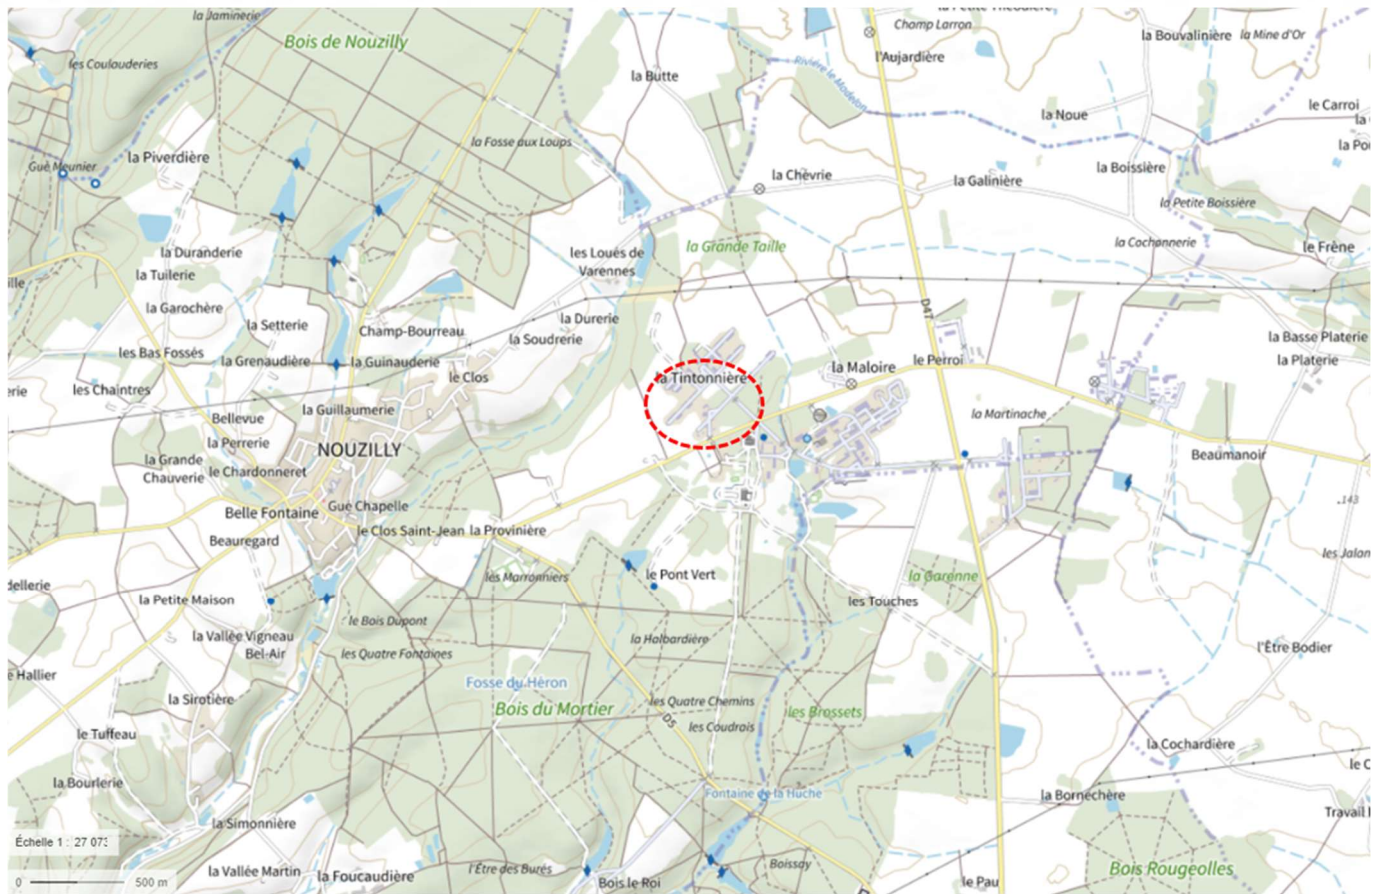 la Jaminerie
Champ Larron
la Bouvalinière
la Mine d'Or
Bois de Nouzilly
l'Aujardière
les Coulauderies
la Butte
Rivière le Madelon
le Carroi
la Noue
la Fosse aux Loups
la Piverdière
Gué Meunier
la Boissière
la Chèvrie
la Galinière
la Petite Boissière
la Grande Taille
la Cochonnerie
le Frêne
la Duranderie
les Loues de
Varennes
la Tuilerie
la Garochère
D47
la Durerie
la Setterie
Champ-Bourreau
la Soudrerie
la Basse Platerie
les Bas Fossés
la Grenaudière
la Guinauderie
le Perroi
la Platerie
la Maloire
le Clos
la Tintonnière
les Chaintres
la Guillaumerie
Bellevue
la Martinache
la Perrerie
NOUZILLY
la Grande
Chauverie
le Chardonneret
Beaumanoir
Gue Chapelle
Belle Fontaine
143
le Clos Saint-Jean
la Provinière
Beauregard
les Marronniers
le Pont Vert
la Garenne
la Petite Maison
les Touches
le Bois Dupont
la Vallée Vigneau
Bel-Air
la Halbardière
les Quatre Fontaines
l'Être Bodier
Fosse du Héron
la Sirotière
les Quatre Chemins
Bois du Mortier
les Brossets
D5
les Coudrais
le Tuffeau
la Cochardière
la Bourlerie
Fontaine de la Huche
la Bornéchère
la Simonnière
Échelle 1 : 27 073
la Vallée Martin
la Foucaudière
l'Être des Burés
Boissay
Bois Rougeolles
0
500 m
Bois le Roi
le Pau